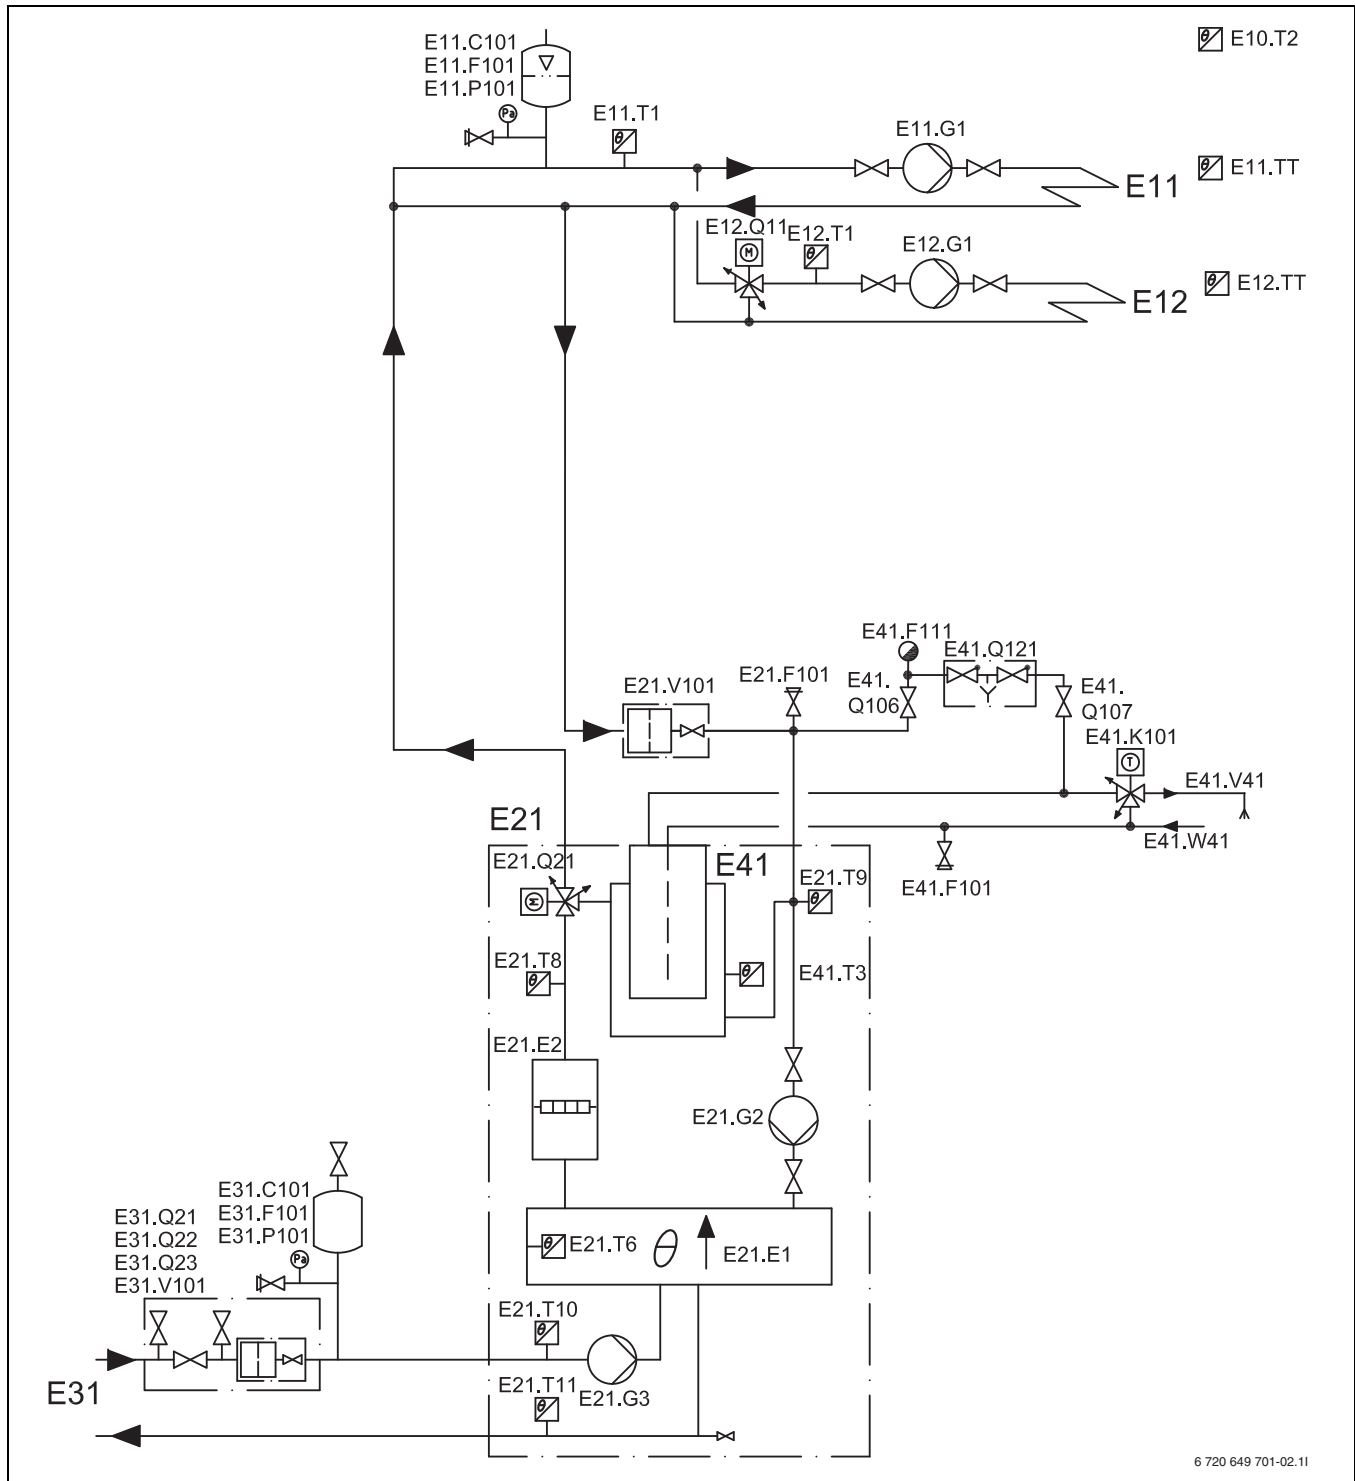 E11.C101
E11.F101
E11.P101
Pa
E11.T1
θ
E11.G1
θ E10.T2
E11
θ E11.TT
E12.Q11
M
E12.T1
θ
E12.G1
E12
θ E12.TT
E41.F111
E41.Q121
E21.F101
E41.
Q106
E41.
Q107
E21.V101
E41.K101
T
E41.V41
E41.W41
E41.F101
E21
E21.Q21
M
E41
E21.T9
θ
E21.T8
θ
θ
E41.T3
E21.E2
E21.G2
E31.C101
E31.F101
E31.P101
Pa
E31.Q21
E31.Q22
E31.Q23
E31.V101
θ E21.T6
E21.E1
E21.T10
θ
E21.G3
E31
E21.T11
θ
6 720 649 701-02.1I